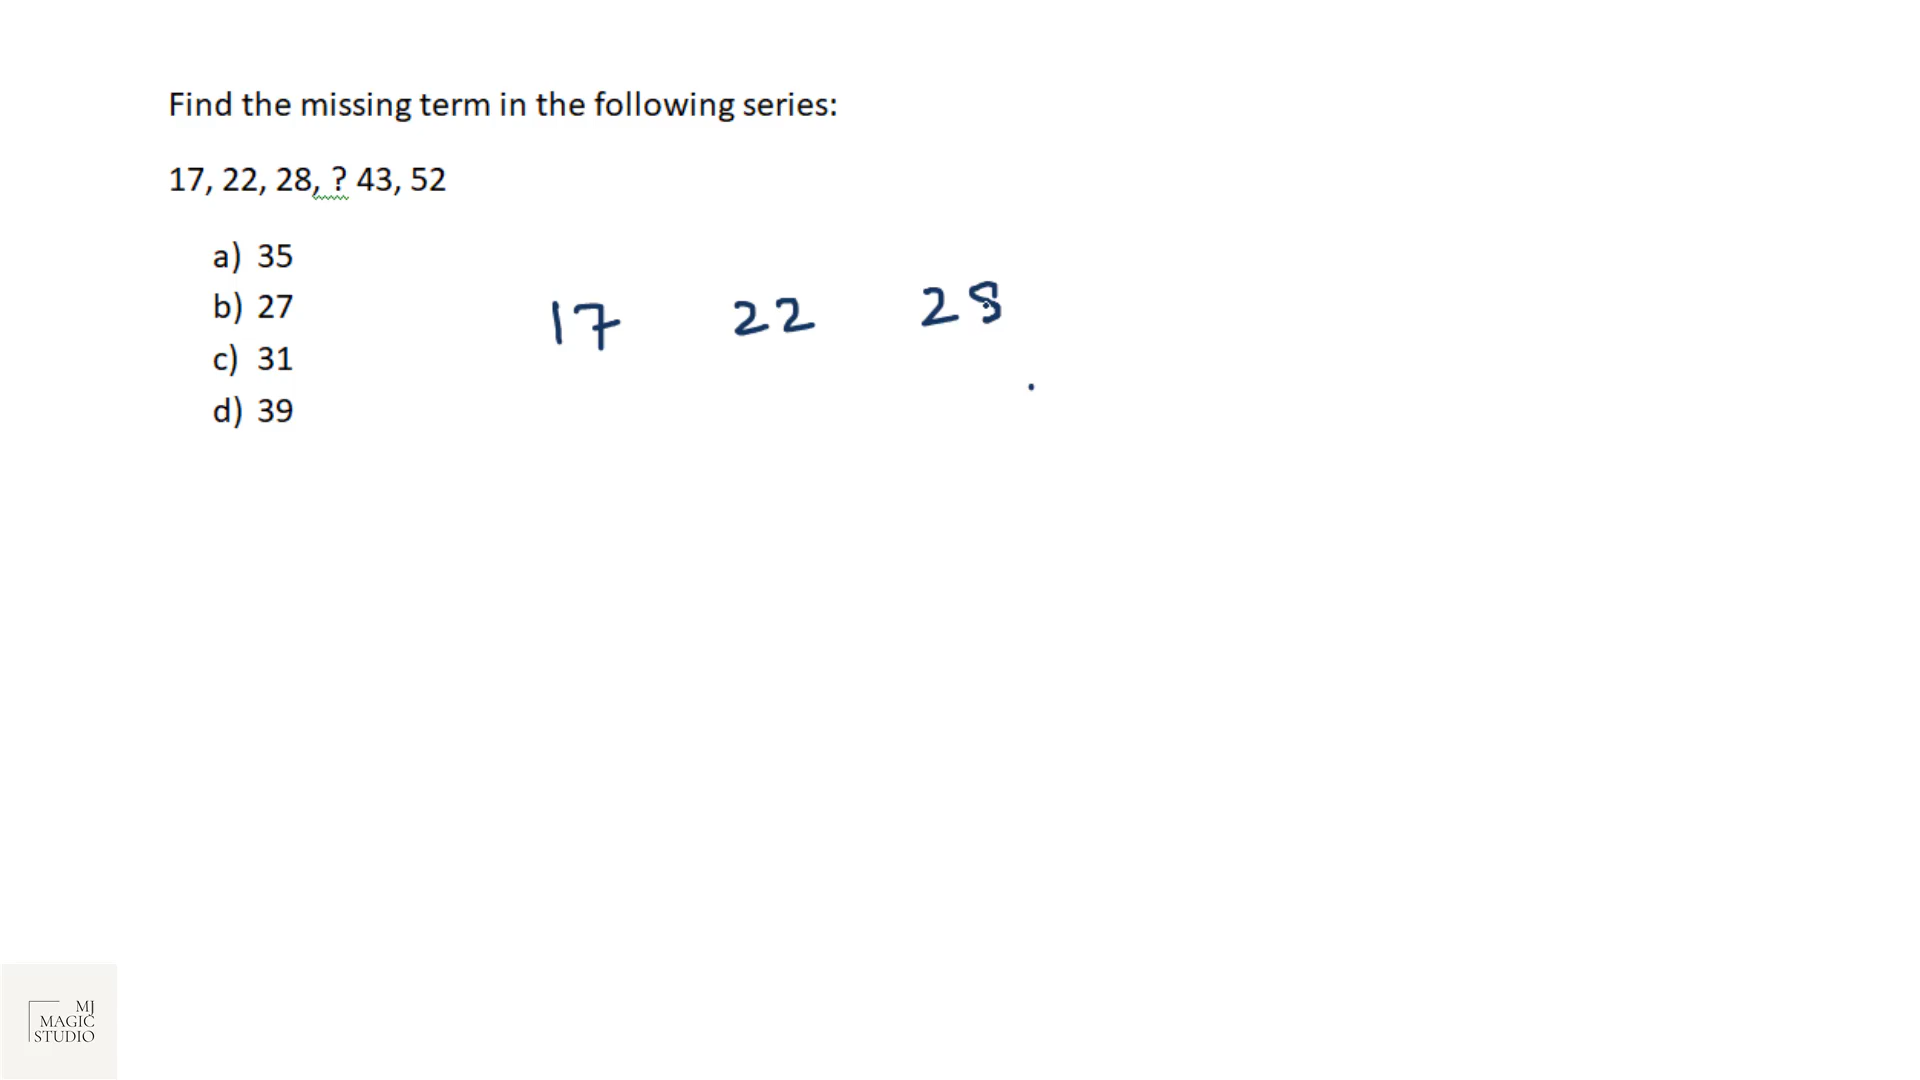 Find the missing term in the following series:
17, 22, 28, ? 43, 52
a) 35
b) 27
c) 31
d) 39
17 22 28
MJ
MAGIC
STUDIO